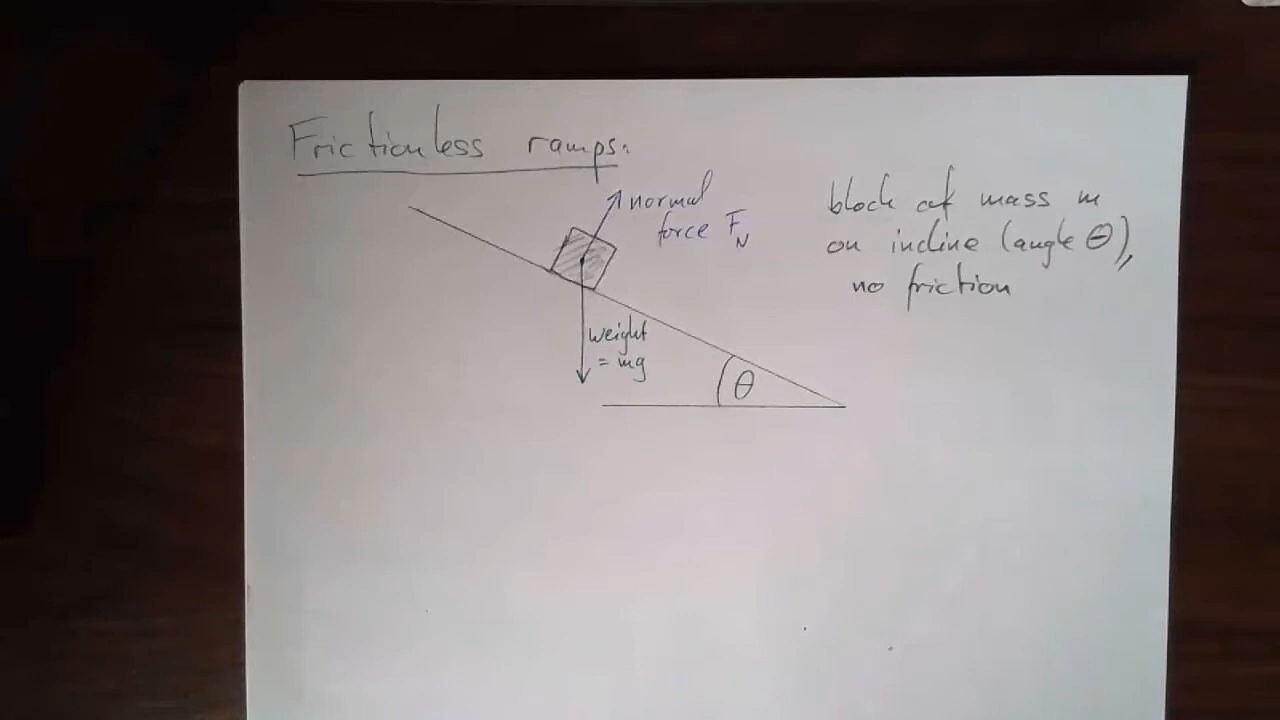 Frictionless ramps:
normal
force F_N
block of mass m
on incline (angle θ),
no friction
weight
= mg
θ